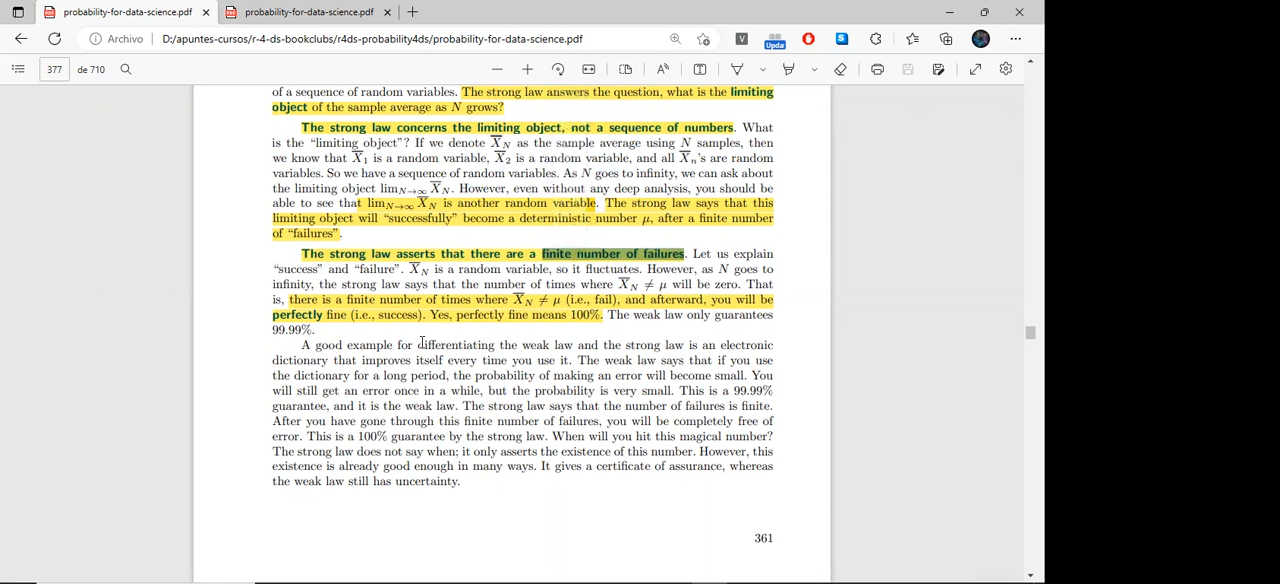 probability-for-data-science.pdf
probability-for-data-science.pdf
Archivo
D:/apuntes-cursos/r-4-ds-bookclubs/r4ds-probability4ds/probability-for-data-science.pdf
V
Upda
S
377 de 710
of a sequence of random variables. The strong law answers the question, what is the limiting
object of the sample average as N grows?
The strong law concerns the limiting object, not a sequence of numbers. What
is the “limiting object”? If we denote X̄_N as the sample average using N samples, then
we know that X̄_1 is a random variable, X̄_2 is a random variable, and all X̄_n's are random
variables. So we have a sequence of random variables. As N goes to infinity, we can ask about
the limiting object lim_{N→∞} X̄_N. However, even without any deep analysis, you should be
able to see that lim_{N→∞} X̄_N is another random variable. The strong law says that this
limiting object will “successfully” become a deterministic number μ, after a finite number
of “failures”.
The strong law asserts that there are a finite number of failures. Let us explain
“success” and “failure”. X̄_N is a random variable, so it fluctuates. However, as N goes to
infinity, the strong law says that the number of times where X̄_N ≠ μ will be zero. That
is, there is a finite number of times where X̄_N ≠ μ (i.e., fail), and afterward, you will be
perfectly fine (i.e., success). Yes, perfectly fine means 100%. The weak law only guarantees
99.99%.
A good example for differentiating the weak law and the strong law is an electronic
dictionary that improves itself every time you use it. The weak law says that if you use
the dictionary for a long period, the probability of making an error will become small. You
will still get an error once in a while, but the probability is very small. This is a 99.99%
guarantee, and it is the weak law. The strong law says that the number of failures is finite.
After you have gone through this finite number of failures, you will be completely free of
error. This is a 100% guarantee by the strong law. When will you hit this magical number?
The strong law does not say when; it only asserts the existence of this number. However, this
existence is already good enough in many ways. It gives a certificate of assurance, whereas
the weak law still has uncertainty.
361